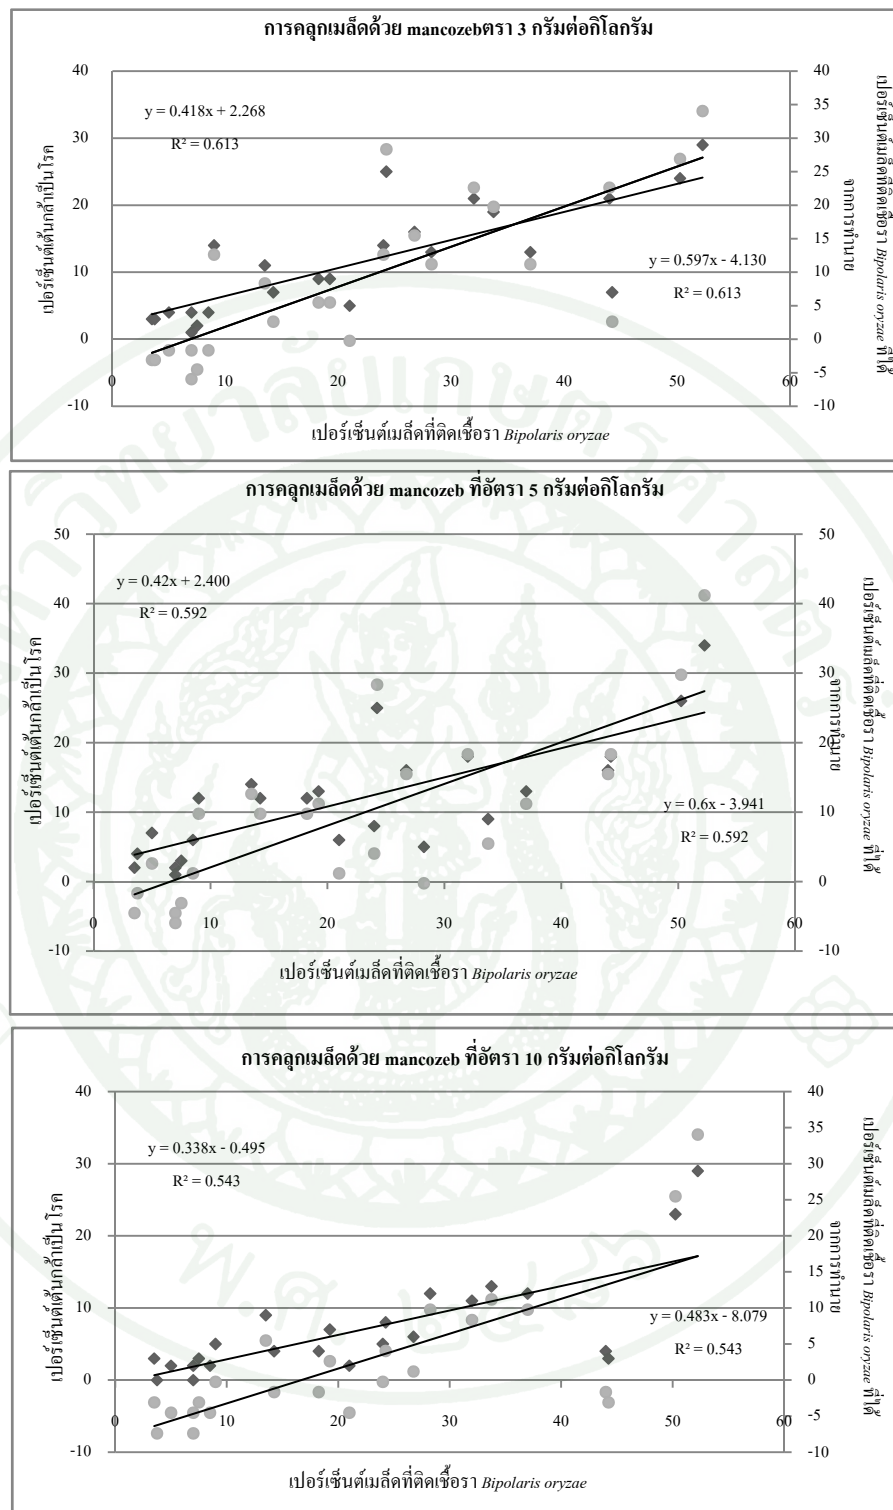 การคลุกเมล็ดด้วย mancozebตรา 3 กรัมต่อกิโลกรัม
เปอร์เซ็นต์เต้นกล้าเป็นโรค
40
30
20
10
0
-10
y = 0.418x + 2.268
R² = 0.613
0.597x - 4.130
R² = 0.613
0
10
20
30
40
50
60
40
35
30
25
20
15
10
5
0
-5
-10
เปอร์เซ็นต์เมล็ดที่ติดเชื้อรา Bipolaris oryzae ที่ได้
จากการทำนาย
เปอร์เซ็นต์เมล็ดที่ติดเชื้อรา Bipolaris oryzae
การคลุกเมล็ดด้วย mancozeb ที่อัตรา 5 กรัมต่อกิโลกรัม
เปอร์เซ็นต์เต้นกล้าเป็นโรค
50
40
30
20
10
0
-10
y = 0.42x + 2.400
R² = 0.592
0.6x - 3.941
R² = 0.592
0
10
20
30
40
50
60
50
40
30
20
10
0
-10
เปอร์เซ็นต์เมล็ดที่ติดเชื้อรา Bipolaris oryzae ที่ได้
จากการทำนาย
เปอร์เซ็นต์เมล็ดที่ติดเชื้อรา Bipolaris oryzae
การคลุกเมล็ดด้วย mancozeb ที่อัตรา 10 กรัมต่อกิโลกรัม
เปอร์เซ็นต์เต้นกล้าเป็นโรค
40
30
20
10
0
-10
y = 0.338x - 0.495
R² = 0.543
0.483x - 8.079
R² = 0.543
0
10
20
30
40
50
60
40
35
30
25
20
15
10
5
0
-5
-10
เปอร์เซ็นต์เมล็ดที่ติดเชื้อรา Bipolaris oryzae ที่ได้
จากการทำนาย
เปอร์เซ็นต์เมล็ดที่ติดเชื้อรา Bipolaris oryzae